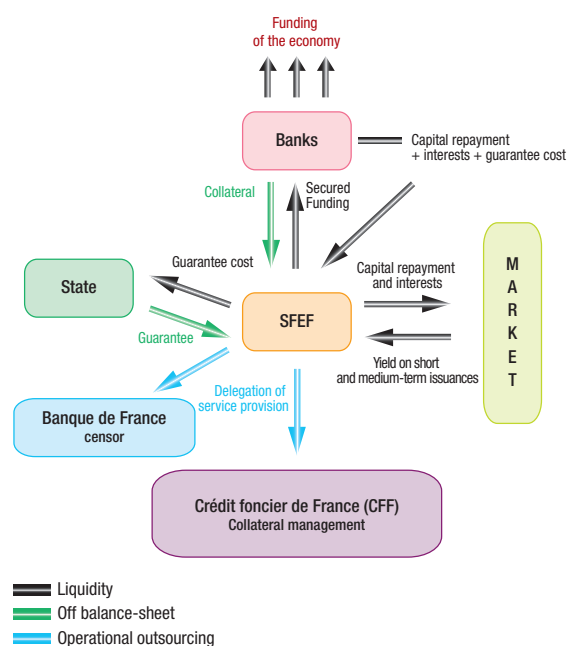 Funding
of the economy
Banks
Capital repayment
+ interests + guarantee cost
Collateral
Secured
Funding
Guarantee cost
Capital repayment
and interests
State
SFEF
MARKET
Guarantee
Yield on short
and medium-term issuances
Delegation of
service provision
Banque de France
censor
Crédit foncier de France (CFF)
Collateral management
Liquidity
Off balance-sheet
Operational outsourcing